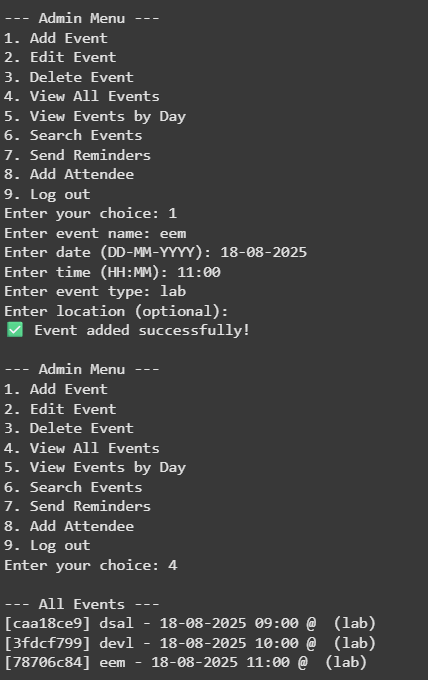 --- Admin Menu ---
1. Add Event
2. Edit Event
3. Delete Event
4. View All Events
5. View Events by Day
6. Search Events
7. Send Reminders
8. Add Attendee
9. Log out
Enter your choice: 1
Enter event name: eem
Enter date (DD-MM-YYYY): 18-08-2025
Enter time (HH:MM): 11:00
Enter event type: lab
Enter location (optional):
✅ Event added successfully!

--- Admin Menu ---
1. Add Event
2. Edit Event
3. Delete Event
4. View All Events
5. View Events by Day
6. Search Events
7. Send Reminders
8. Add Attendee
9. Log out
Enter your choice: 4

--- All Events ---
[caa18ce9] dsal - 18-08-2025 09:00 @  (lab)
[3fdcf799] devl - 18-08-2025 10:00 @  (lab)
[78706c84] eem - 18-08-2025 11:00 @  (lab)